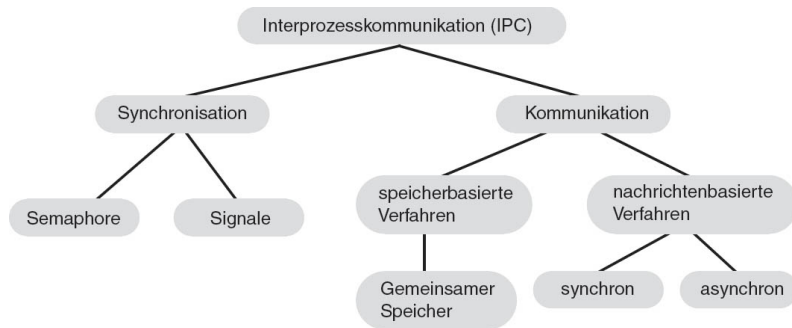 Interprozesskommunikation (IPC)
Synchronisation
Kommunikation
Semaphore
Signale
speicherbasierte
Verfahren
nachrichtenbasierte
Verfahren
Gemeinsamer
Speicher
synchron
asynchron